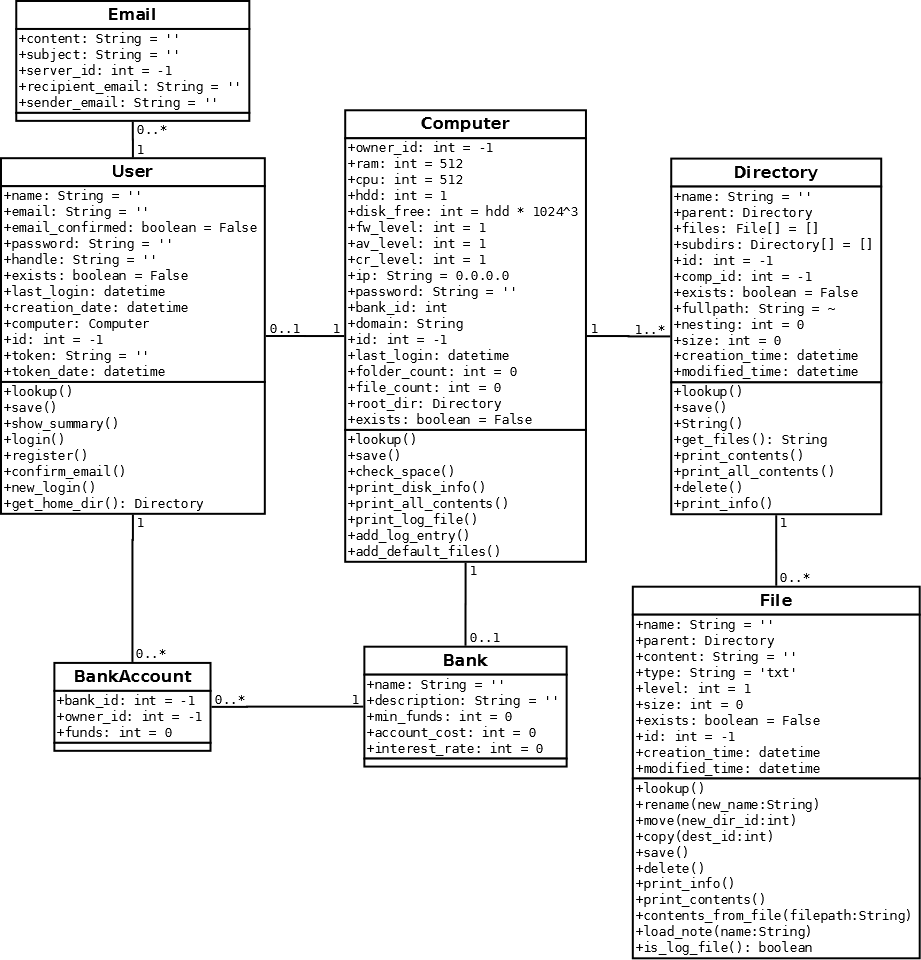 Email
+content: String = ''
+subject: String = ''
+server_id: int = -1
+recipient_email: String = ''
+sender_email: String = ''
0..*
1
User
+name: String = ''
+email: String = ''
+email_confirmed: boolean = False
+password: String = ''
+handle: String = ''
+exists: boolean = False
+last_login: datetime
+creation_date: datetime
+computer: Computer
+id: int = -1
+token: String = ''
+token_date: datetime
+lookup()
+save()
+show_summary()
+login()
+register()
+confirm_email()
+new_login()
+get_home_dir(): Directory
0..1
1
Computer
+owner_id: int = -1
+ram: int = 512
+cpu: int = 512
+hdd: int = 1
+disk_free: int = hdd * 1024^3
+fw_level: int = 1
+av_level: int = 1
+cr_level: int = 1
+ip: String = 0.0.0.0
+password: String = ''
+bank_id: int
+domain: String
+id: int = -1
+last_login: datetime
+folder_count: int = 0
+file_count: int = 0
+root_dir: Directory
+exists: boolean = False
+lookup()
+save()
+check_space()
+print_disk_info()
+print_all_contents()
+print_log_file()
+add_log_entry()
+add_default_files()
1
1..*
Directory
+name: String = ''
+parent: Directory
+files: File[] = []
+subdirs: Directory[] = []
+id: int = -1
+comp_id: int = -1
+exists: boolean = False
+fullpath: String = ~
+nesting: int = 0
+size: int = 0
+creation_time: datetime
+modified_time: datetime
+lookup()
+save()
+String()
+get_files(): String
+print_contents()
+print_all_contents()
+delete()
+print_info()
1
0..*
1
0..*
BankAccount
+bank_id: int = -1
+owner_id: int = -1
+funds: int = 0
0..*
1
1
0..1
Bank
+name: String = ''
+description: String = ''
+min_funds: int = 0
+account_cost: int = 0
+interest_rate: int = 0
File
+name: String = ''
+parent: Directory
+content: String = ''
+type: String = 'txt'
+level: int = 1
+size: int = 0
+exists: boolean = False
+id: int = -1
+creation_time: datetime
+modified_time: datetime
+lookup()
+rename(new_name:String)
+move(new_dir_id:int)
+copy(dest_id:int)
+save()
+delete()
+print_info()
+print_contents()
+contents_from_file(filepath:String)
+load_note(name:String)
+is_log_file(): boolean